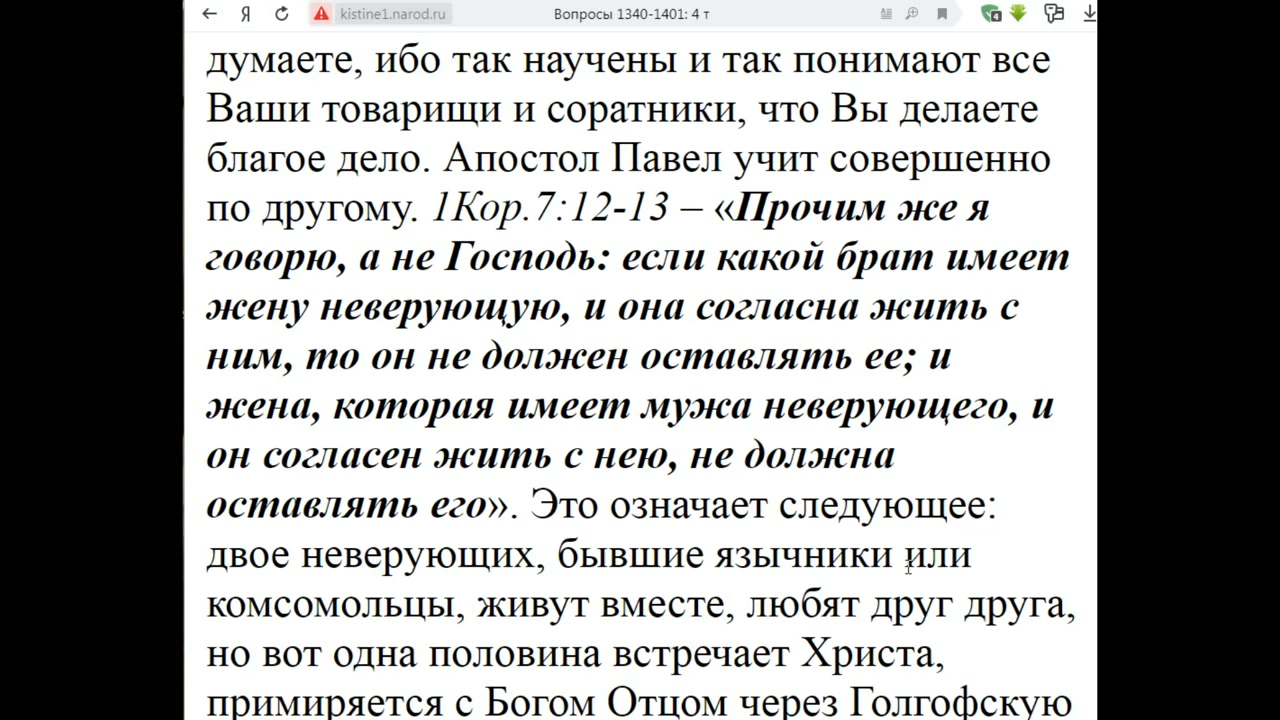 Я
kistine1.narod.ru
Вопросы 1340-1401: 4 т
4
думаете, ибо так научены и так понимают все
Ваши товарищи и соратники, что Вы делаете
благое дело. Апостол Павел учит совершенно
по другому. 1Кор.7:12-13 – «Прочим же я
говорю, а не Господь: если какой брат имеет
жену неверующую, и она согласна жить с
ним, то он не должен оставлять ее; и
жена, которая имеет мужа неверующего, и
он согласен жить с нею, не должна
оставлять его». Это означает следующее:
двое неверующих, бывшие язычники или
комсомольцы, живут вместе, любят друг друга,
но вот одна половина встречает Христа,
примиряется с Богом Отцом через Голгофскую